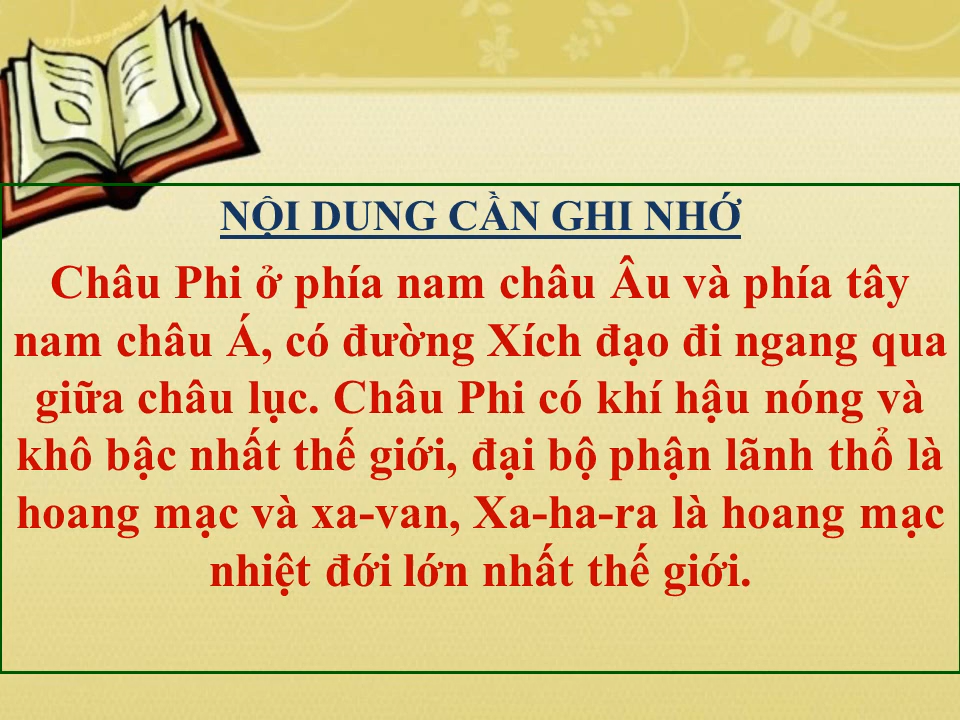 NỘI DUNG CẦN GHI NHỚ
Châu Phi ở phía nam châu Âu và phía tây
nam châu Á, có đường Xích đạo đi ngang qua
giữa châu lục. Châu Phi có khí hậu nóng và
khô bậc nhất thế giới, đại bộ phận lãnh thổ là
hoang mạc và xa-van, Xa-ha-ra là hoang mạc
nhiệt đới lớn nhất thế giới.